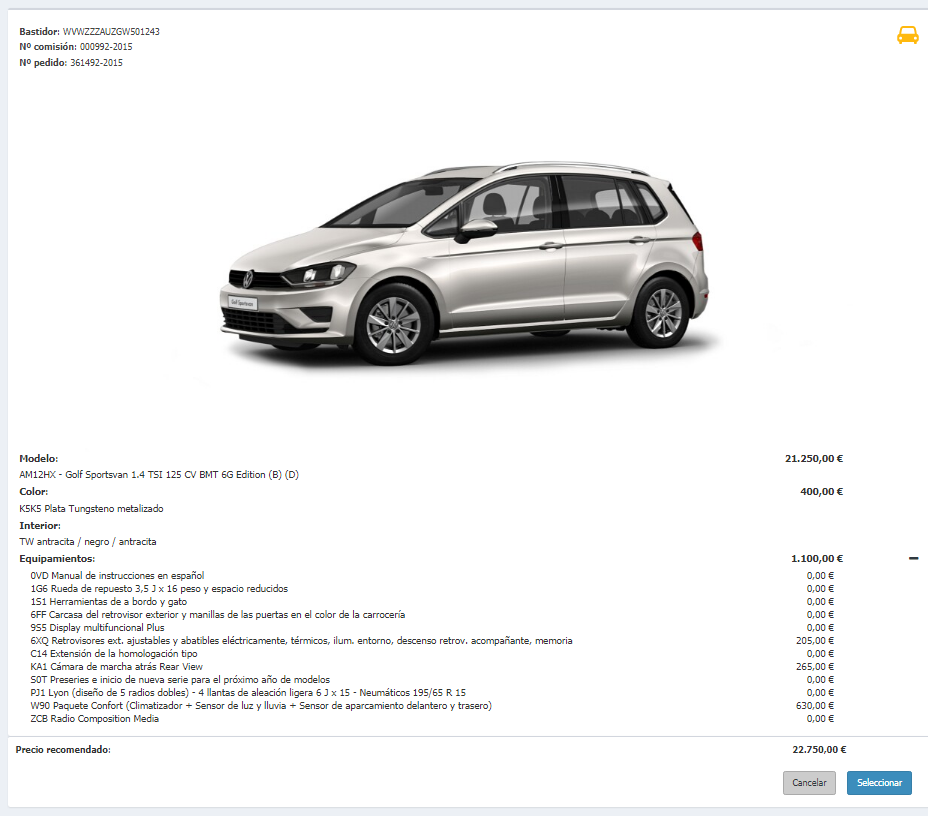 Bastidor: WVWZZZAUZGW501243
Nº comisión: 000992-2015
Nº pedido: 361492-2015
Golf Sportsvan
Modelo: 21.250,00 €
AM12HX - Golf Sportsvan 1.4 TSI 125 CV BMT 6G Edition (B) (D)
Color: 400,00 €
K5K5 Plata Tungsteno metalizado
Interior:
TW antracita / negro / antracita
Equipamientos: 1.100,00 €
0VD Manual de instrucciones en español 0,00 €
1G6 Rueda de repuesto 3,5 J x 16 peso y espacio reducidos 0,00 €
1S1 Herramientas de a bordo y gato 0,00 €
6FF Carcasa del retrovisor exterior y manillas de las puertas en el color de la carrocería 0,00 €
9S5 Display multifuncional Plus 0,00 €
6XQ Retrovisores ext. ajustables y abatibles eléctricamente, térmicos, ilum. entorno, descenso retrov. acompañante, memoria 205,00 €
C14 Extensión de la homologación tipo 0,00 €
KA1 Cámara de marcha atrás Rear View 265,00 €
S0T Preseries e inicio de nueva serie para el próximo año de modelos 0,00 €
PJ1 Lyon (diseño de 5 radios dobles) - 4 llantas de aleación ligera 6 J x 15 - Neumáticos 195/65 R 15 0,00 €
W90 Paquete Confort (Climatizador + Sensor de luz y lluvia + Sensor de aparcamiento delantero y trasero) 630,00 €
ZCB Radio Composition Media 0,00 €
Precio recomendado: 22.750,00 €
Cancelar Seleccionar